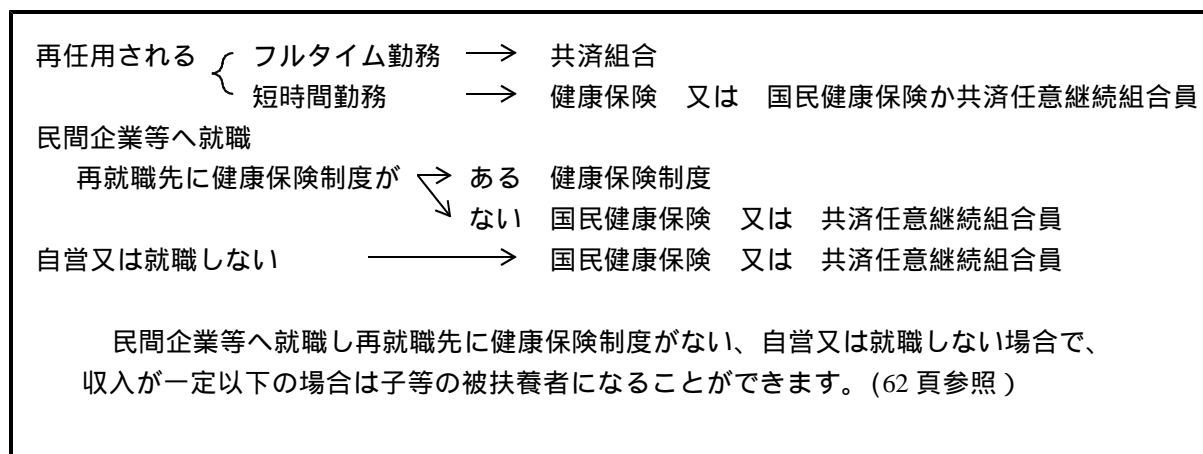 再任用される { フルタイム勤務 → 共済組合
短時間勤務 → 健康保険 又は 国民健康保険か共済任意継続組合員
民間企業等へ就職
再就職先に健康保険制度が → ある 健康保険制度
ない 国民健康保険 又は 共済任意継続組合員
自営又は就職しない → 国民健康保険 又は 共済任意継続組合員
民間企業等へ就職し再就職先に健康保険制度がない、自営又は就職しない場合で、
収入が一定以下の場合は子等の被扶養者になることができます。(62 頁参照)